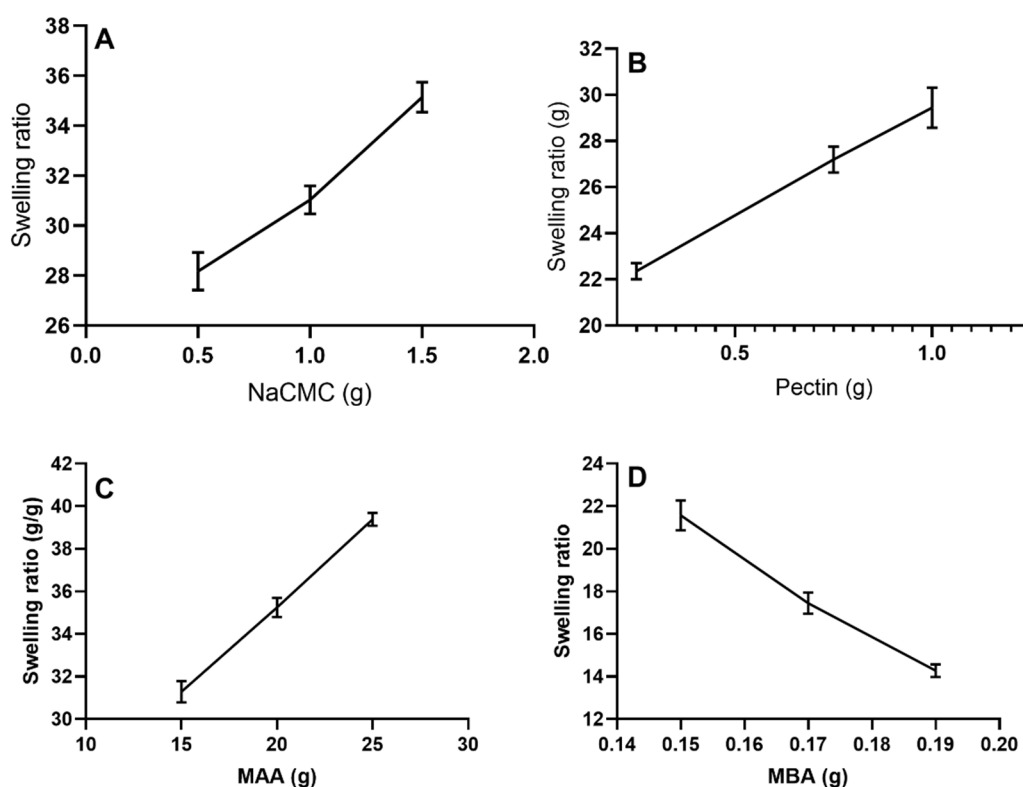 A
Swelling ratio
38
36
34
32
30
28
26
0.0 0.5 1.0 1.5 2.0
NaCMC (g)
B
Swelling ratio (g)
32
30
28
26
24
22
20
0.5 1.0
Pectin (g)
C
Swelling ratio (g/g)
42
40
38
36
34
32
30
10 15 20 25 30
MAA (g)
D
Swelling ratio
24
22
20
18
16
14
12
0.14 0.15 0.16 0.17 0.18 0.19 0.20
MBA (g)